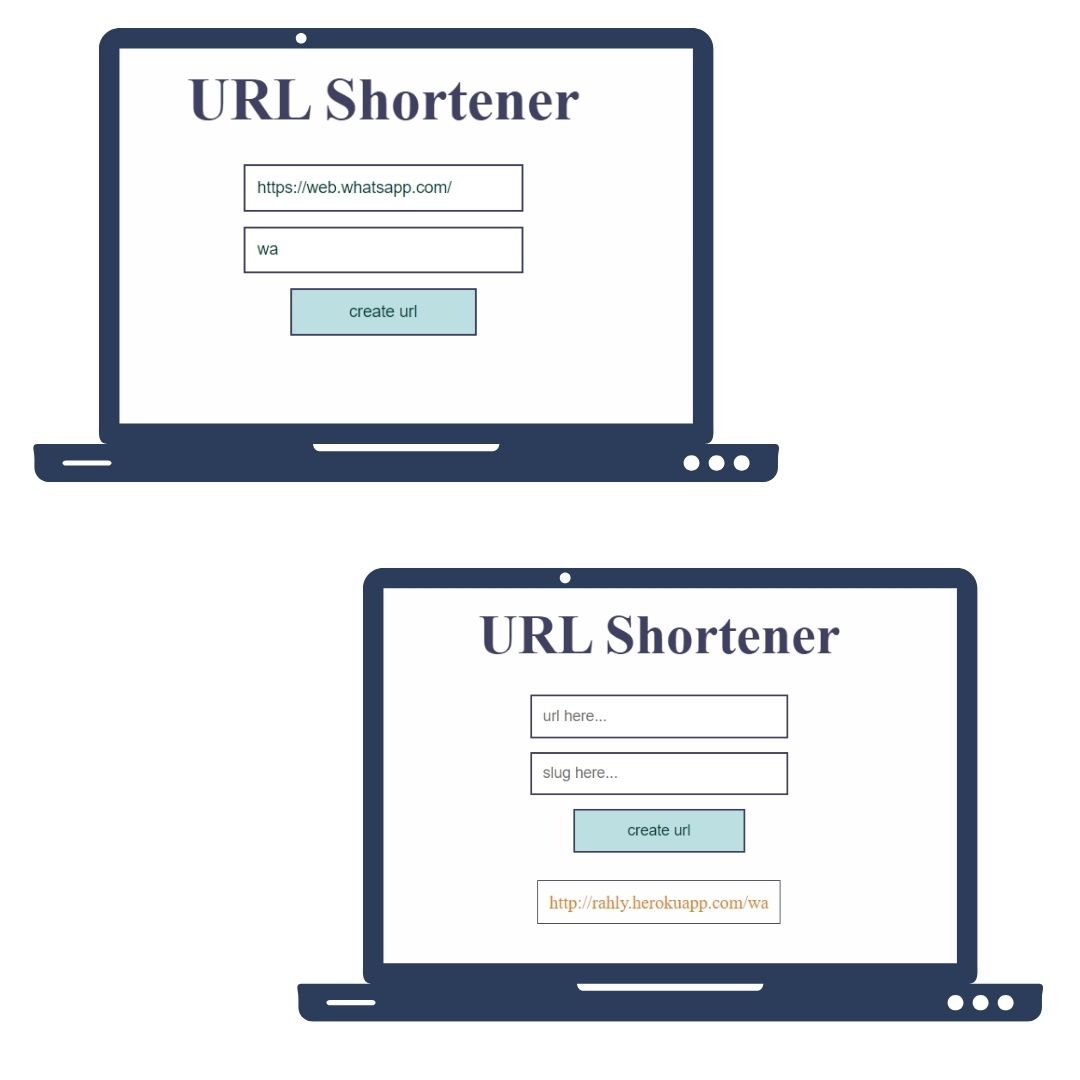 URL Shortener
https://web.whatsapp.com/
wa
create url
URL Shortener
url here...
slug here...
create url
http://rahly.herokuapp.com/wa